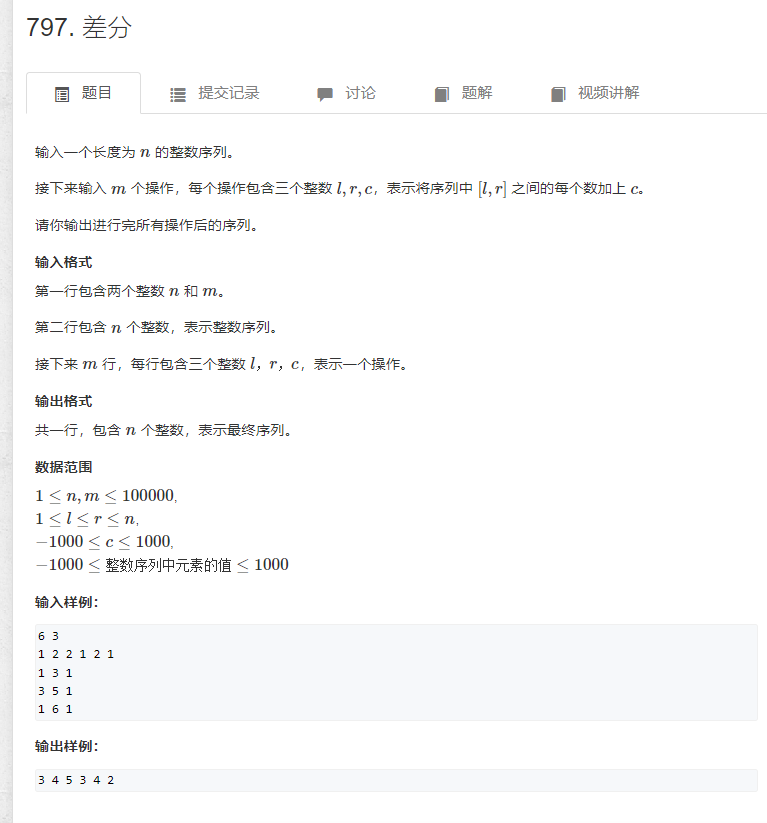 797. 差分
题目 提交记录 讨论 题解 视频讲解
输入一个长度为 n 的整数序列。
接下来输入 m 个操作，每个操作包含三个整数 l, r, c，表示将序列中 [l, r] 之间的每个数加上 c。
请你输出进行完所有操作后的序列。
输入格式
第一行包含两个整数 n 和 m。
第二行包含 n 个整数，表示整数序列。
接下来 m 行，每行包含三个整数 l，r，c，表示一个操作。
输出格式
共一行，包含 n 个整数，表示最终序列。
数据范围
1 ≤ n, m ≤ 100000,
1 ≤ l ≤ r ≤ n,
−1000 ≤ c ≤ 1000,
−1000 ≤ 整数序列中元素的值 ≤ 1000
输入样例：
6 3
1 2 2 1 2 1
1 3 1
3 5 1
1 6 1
输出样例：
3 4 5 3 4 2